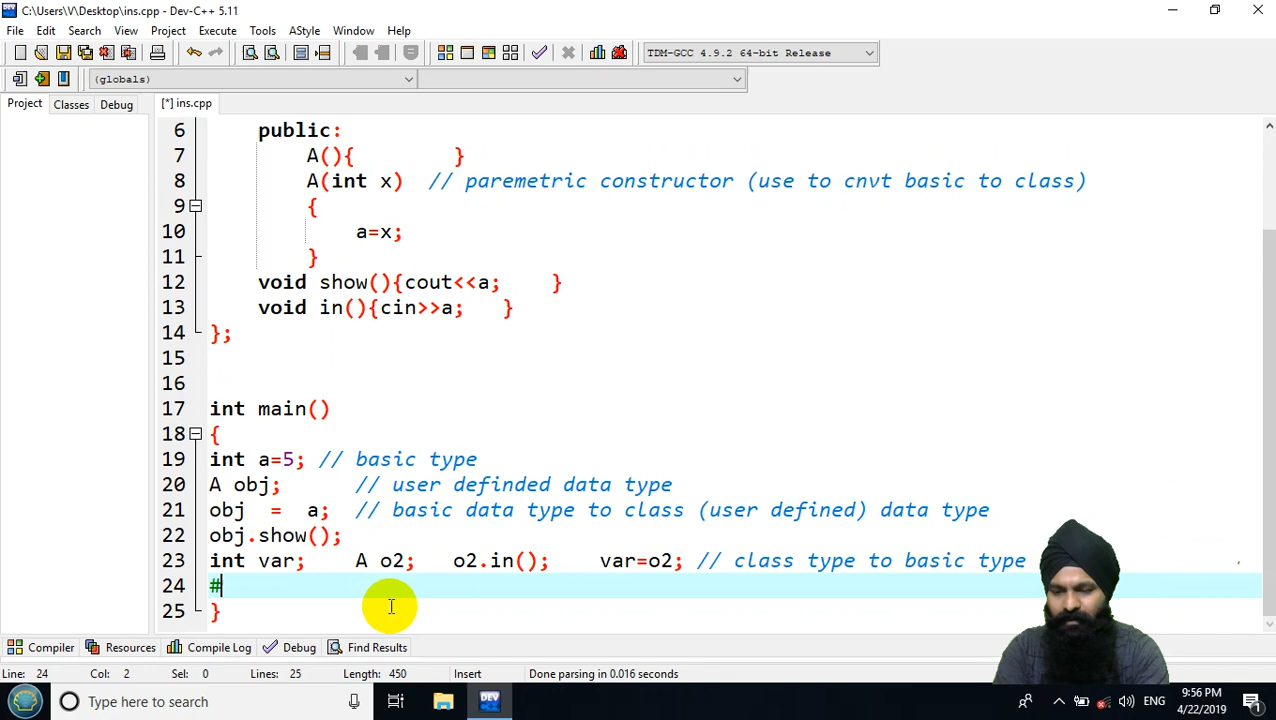 C:\Users\V\Desktop\ins.cpp - Dev-C++ 5.11
File Edit Search View Project Execute Tools AStyle Window Help
TDM-GCC 4.9.2 64-bit Release
(globals)
Project Classes Debug [*] ins.cpp
6 public:
7 A(){ }
8 A(int x) // paremetric constructor (use to cnvt basic to class)
9 {
10 a=x;
11 }
12 void show(){cout<<a; }
13 void in(){cin>>a; }
14 };
15
16
17 int main()
18 {
19 int a=5; // basic type
20 A obj; // user definded data type
21 obj = a; // basic data type to class (user defined) data type
22 obj.show();
23 int var; A o2; o2.in(); var=o2; // class type to basic type
24 #
25 }
Compiler Resources Compile Log Debug Find Results
Line: 24 Col: 2 Sel: 0 Lines: 25 Length: 450 Insert Done parsing in 0.016 seconds
Type here to search ENG 9:56 PM
4/22/2019
DEV
1